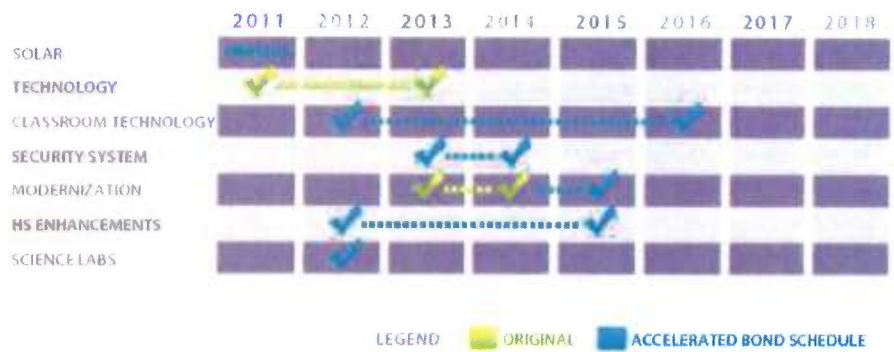 2011 2012 2013 2014 2015 2016 2017 2018
SOLAR
TECHNOLOGY
CLASSROOM TECHNOLOGY
SECURITY SYSTEM
MODERNIZATION
HS ENHANCEMENTS
SCIENCE LABS
LEGEND ORIGINAL ACCELERATED BOND SCHEDULE